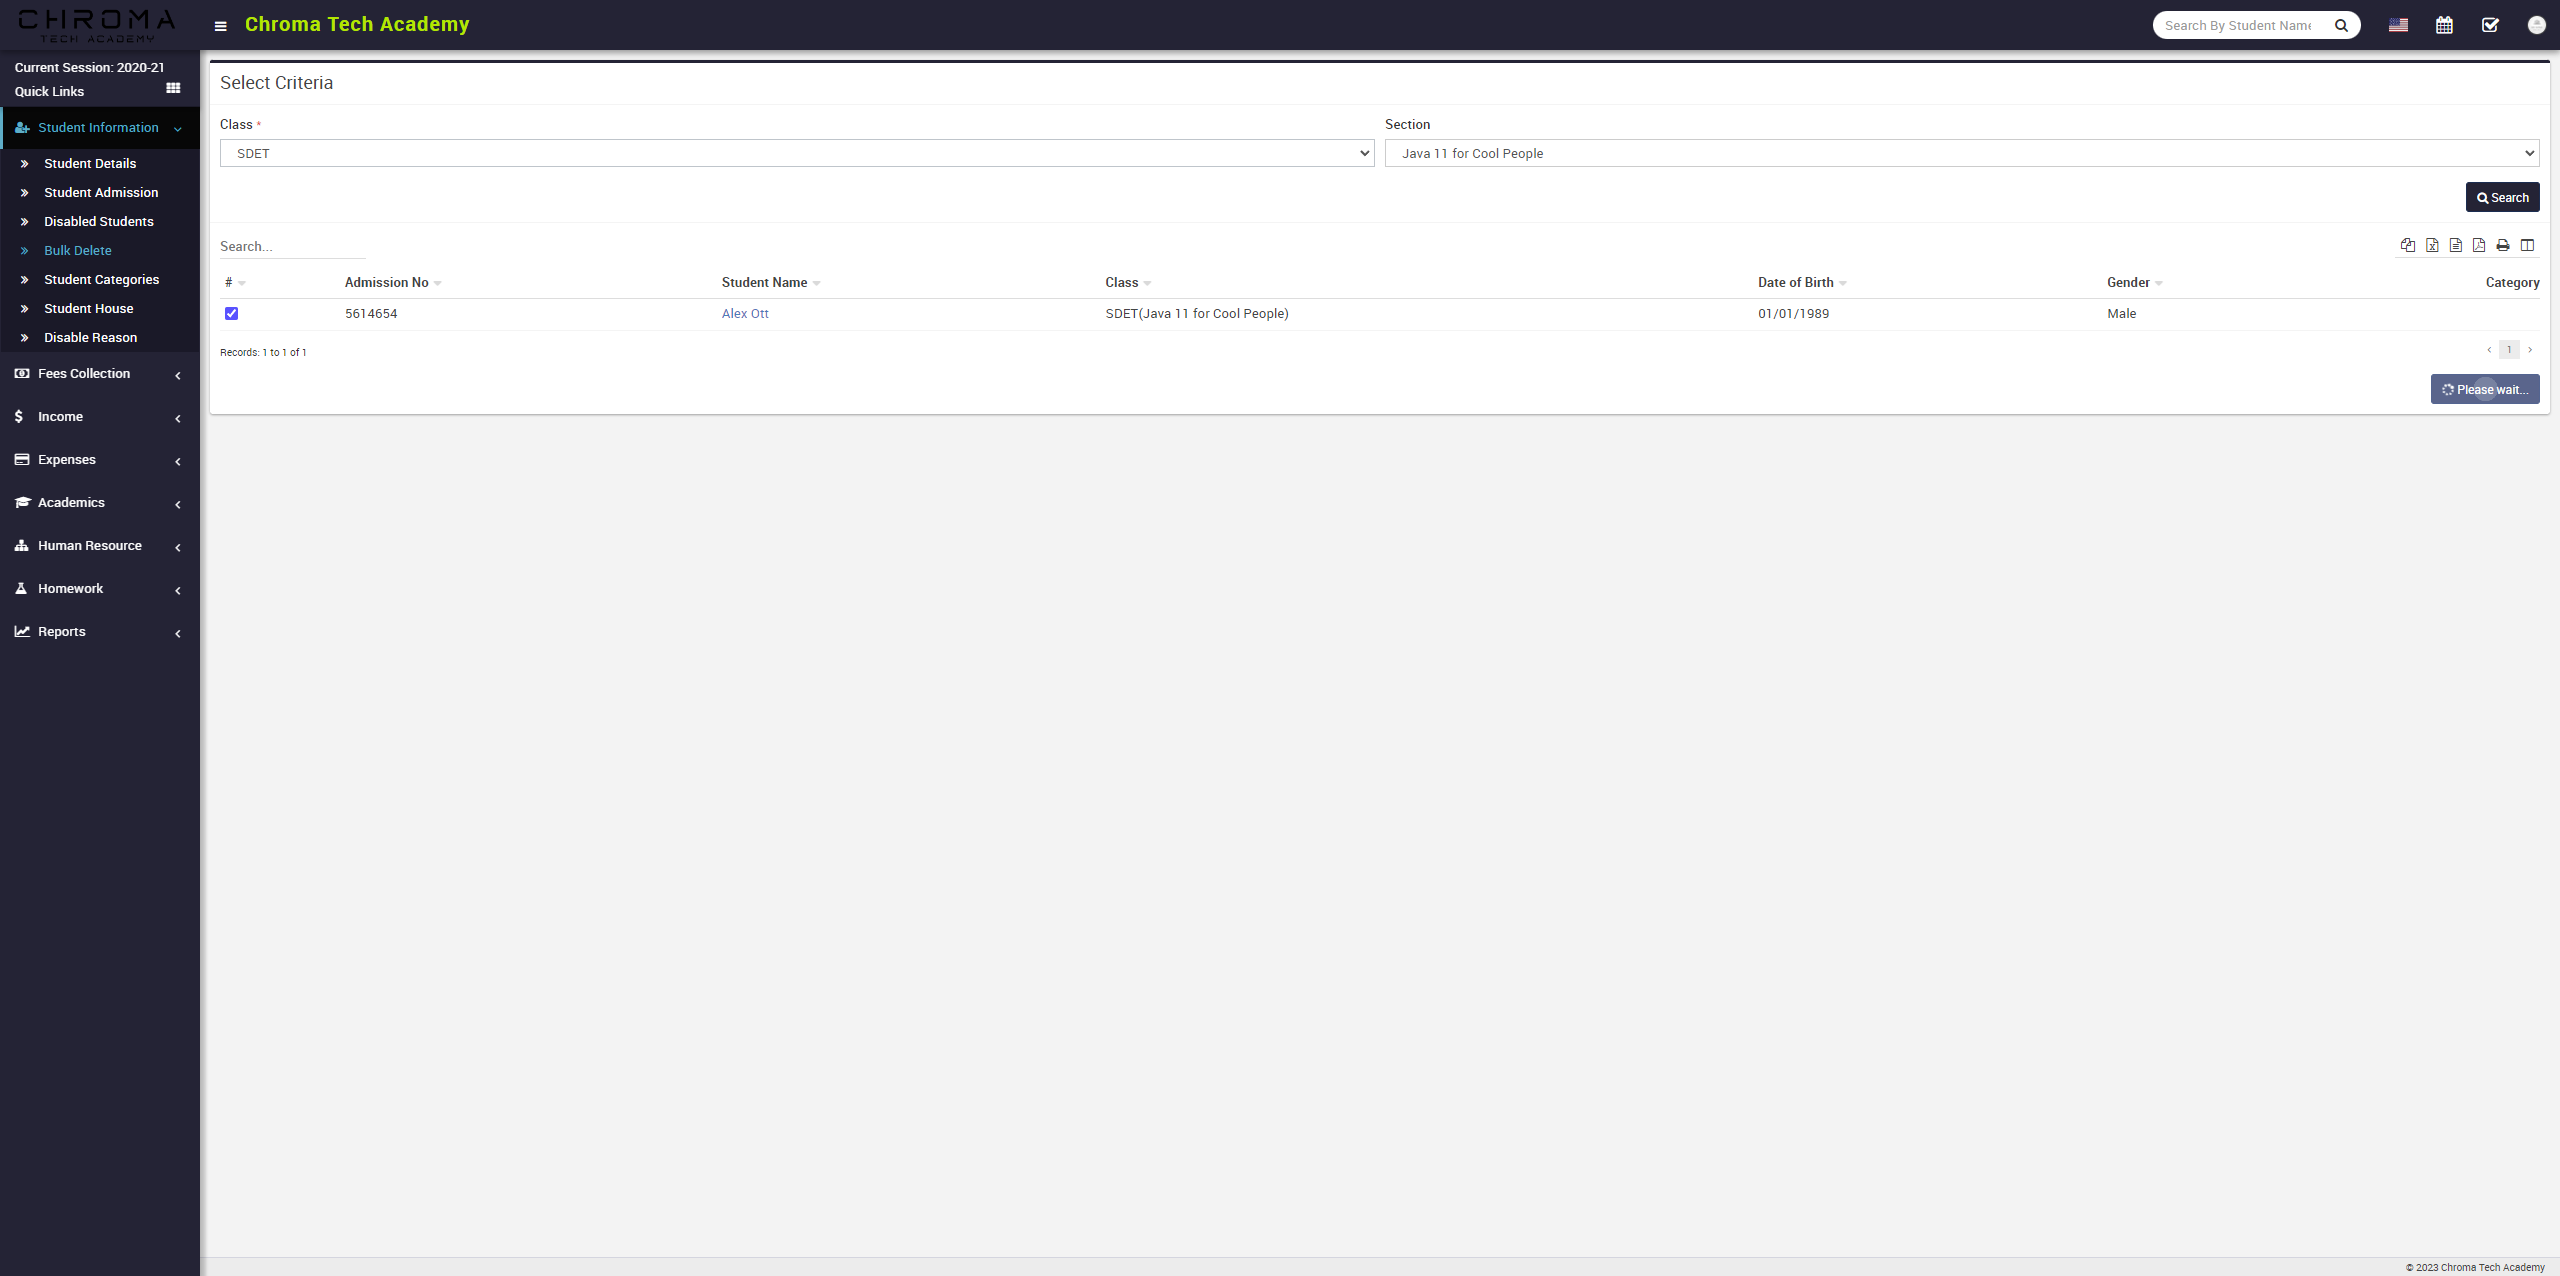 CHROMA
TECH ACADEMY
Chroma Tech Academy
Search By Student Name
Current Session: 2020-21
Quick Links
Student Information
Student Details
Student Admission
Disabled Students
Bulk Delete
Student Categories
Student House
Disable Reason
Fees Collection
Income
Expenses
Academics
Human Resource
Homework
Reports
Select Criteria
Class * Section
SDET Java 11 for Cool People
Search
Search...
# Admission No Student Name Class Date of Birth Gender Category
5614654 Alex Ott SDET(Java 11 for Cool People) 01/01/1989 Male
Records: 1 to 1 of 1
1
Please wait...
© 2023 Chroma Tech Academy